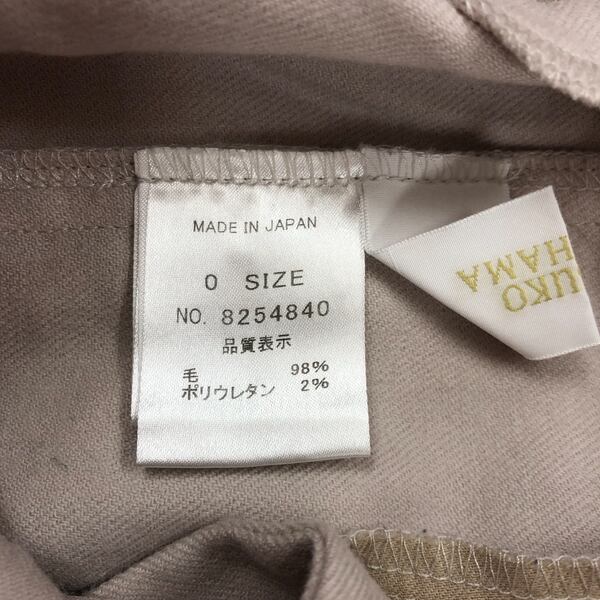 MADE IN JAPAN
0 SIZE
NO. 8254840
品質表示
毛 98%
ポリウレタン 2%
UKO
HAMA